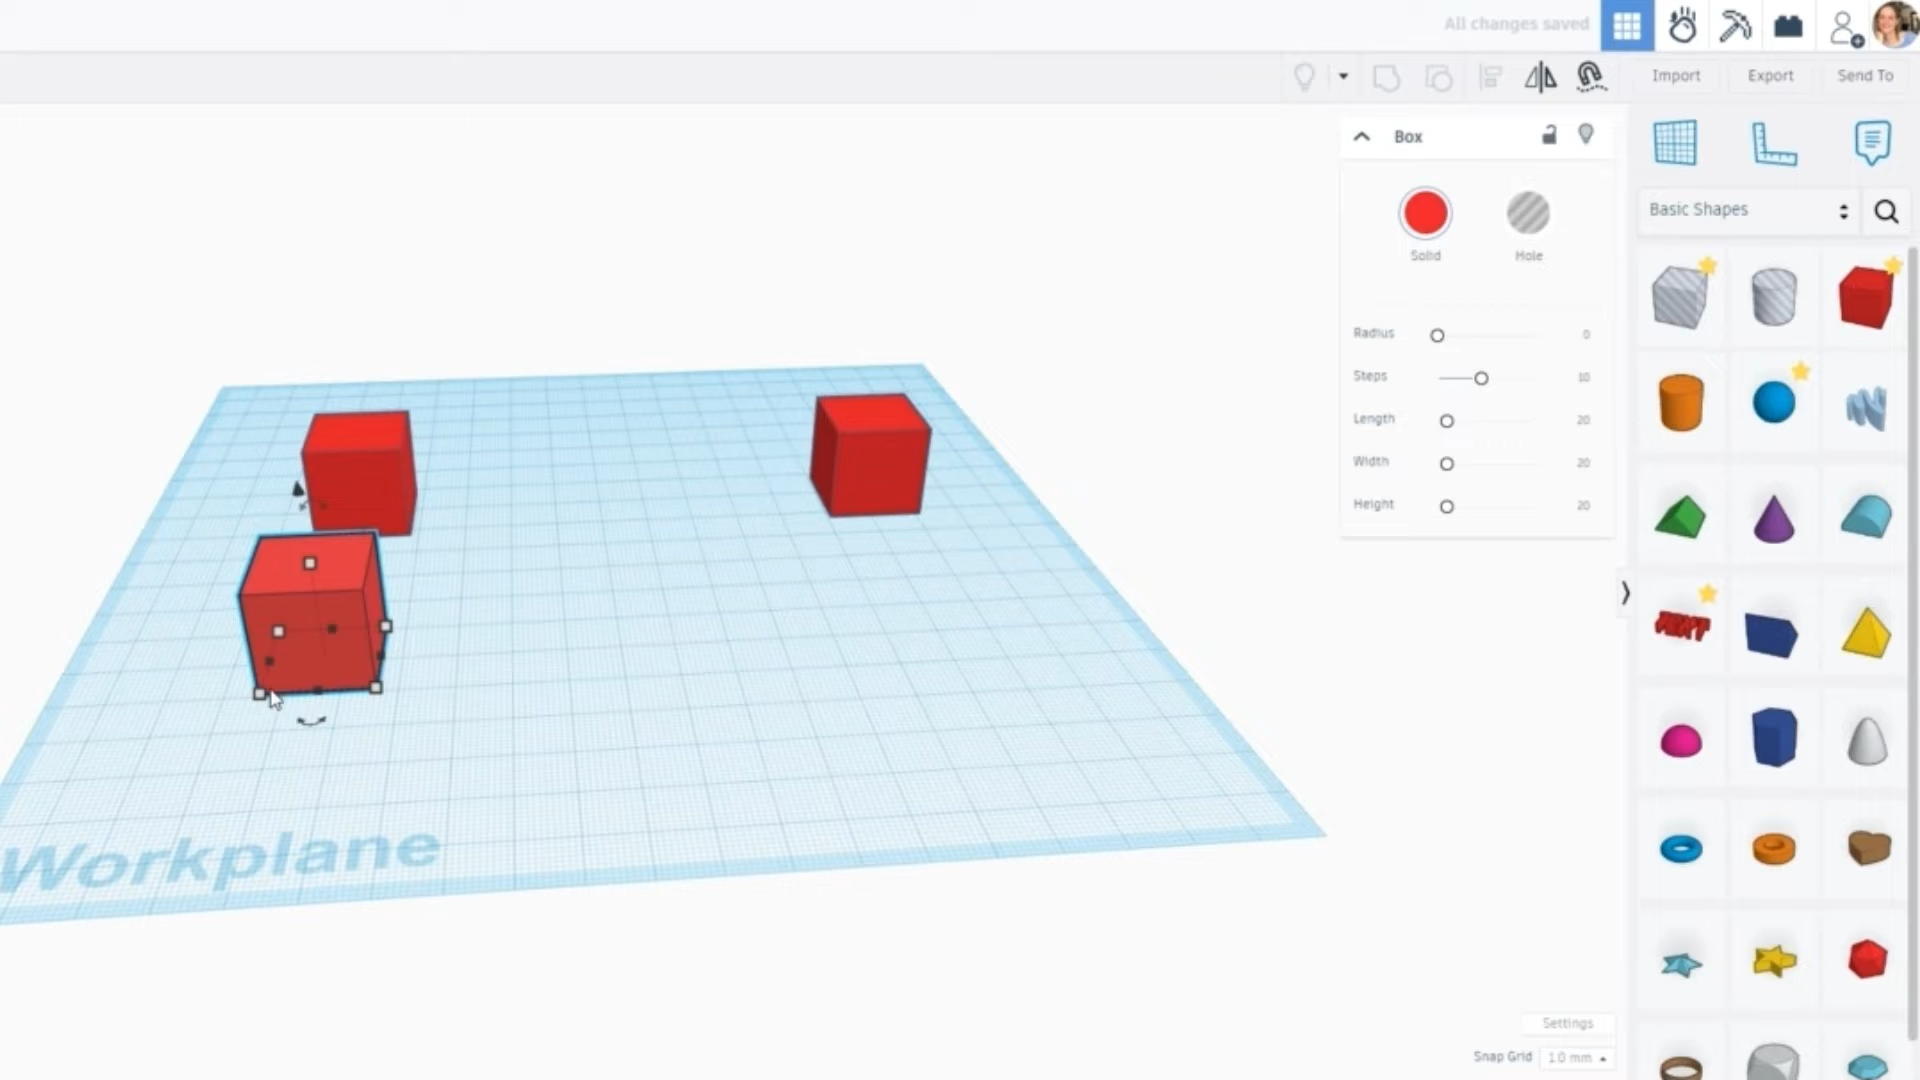 All changes saved
Import
Export
Send To
Box
Solid
Hole
Basic Shapes
Radius 0
Steps 10
Length 20
Width 20
Height 20
TEXT
Workplane
Settings
Snap Grid 1.0 mm